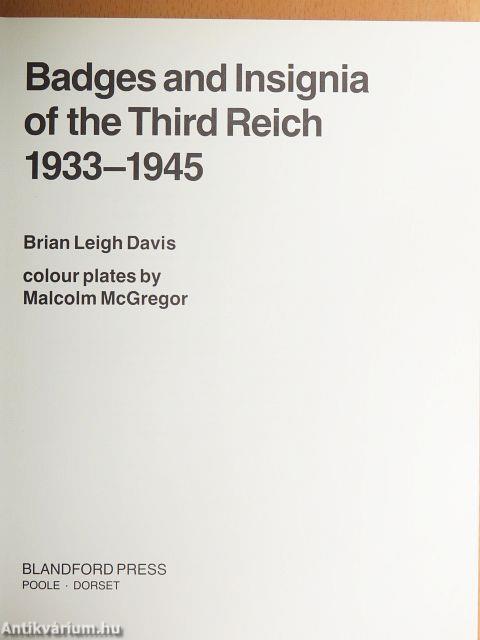 Badges and Insignia
of the Third Reich
1933–1945
Brian Leigh Davis
colour plates by
Malcolm McGregor
BLANDFORD PRESS
POOLE · DORSET
Antikvárium.hu